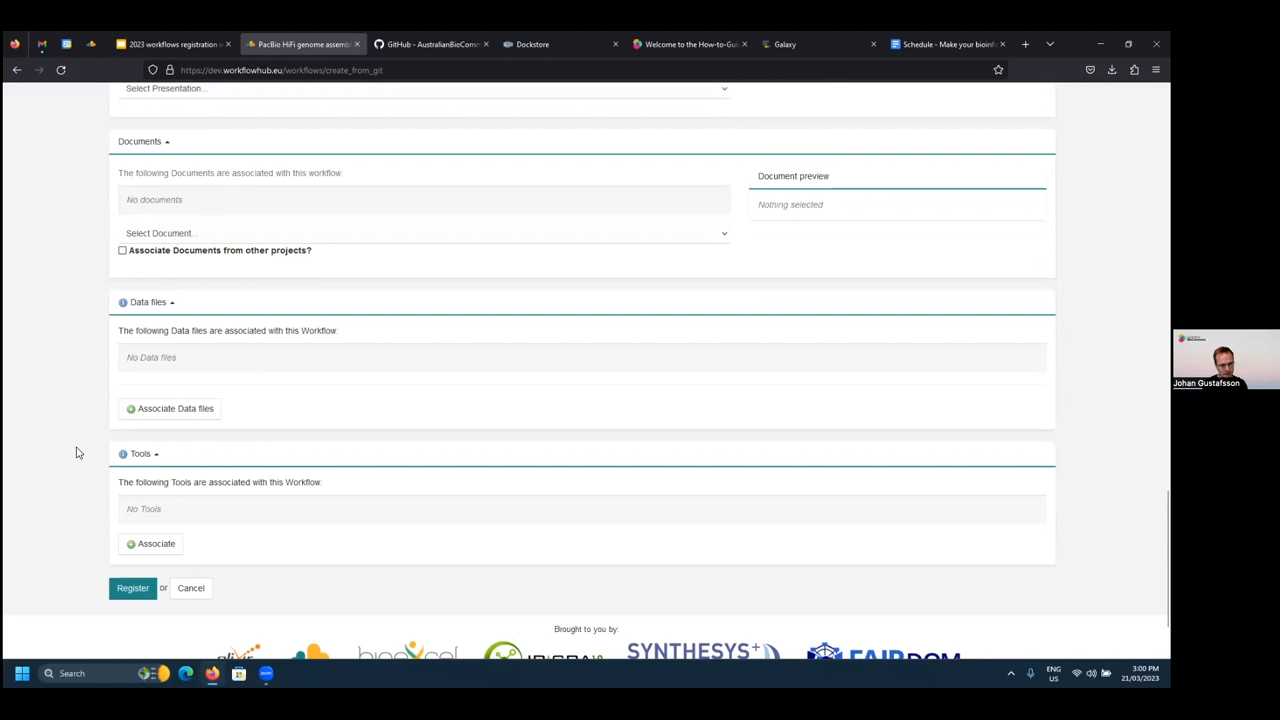 2023 workflows registration
PacBio HiFi genome assembl
GitHub - AustralianBioComm
Dockstore
Welcome to the How-to-Gui
Galaxy
Schedule - Make your bioinf
https://dev.workflowhub.eu/workflows/create_from_git
Select Presentation...
Documents
The following Documents are associated with this workflow:
No documents
Select Document...
Associate Documents from other projects?
Document preview
Nothing selected
Data files
The following Data files are associated with this Workflow:
No Data files
Associate Data files
Tools
The following Tools are associated with this Workflow:
No Tools
Associate
Register or Cancel
Brought to you by:
SYNTHESYS+
FAIRDOM
Johan Gustafsson
Search
ENG
US
3:00 PM
21/03/2023